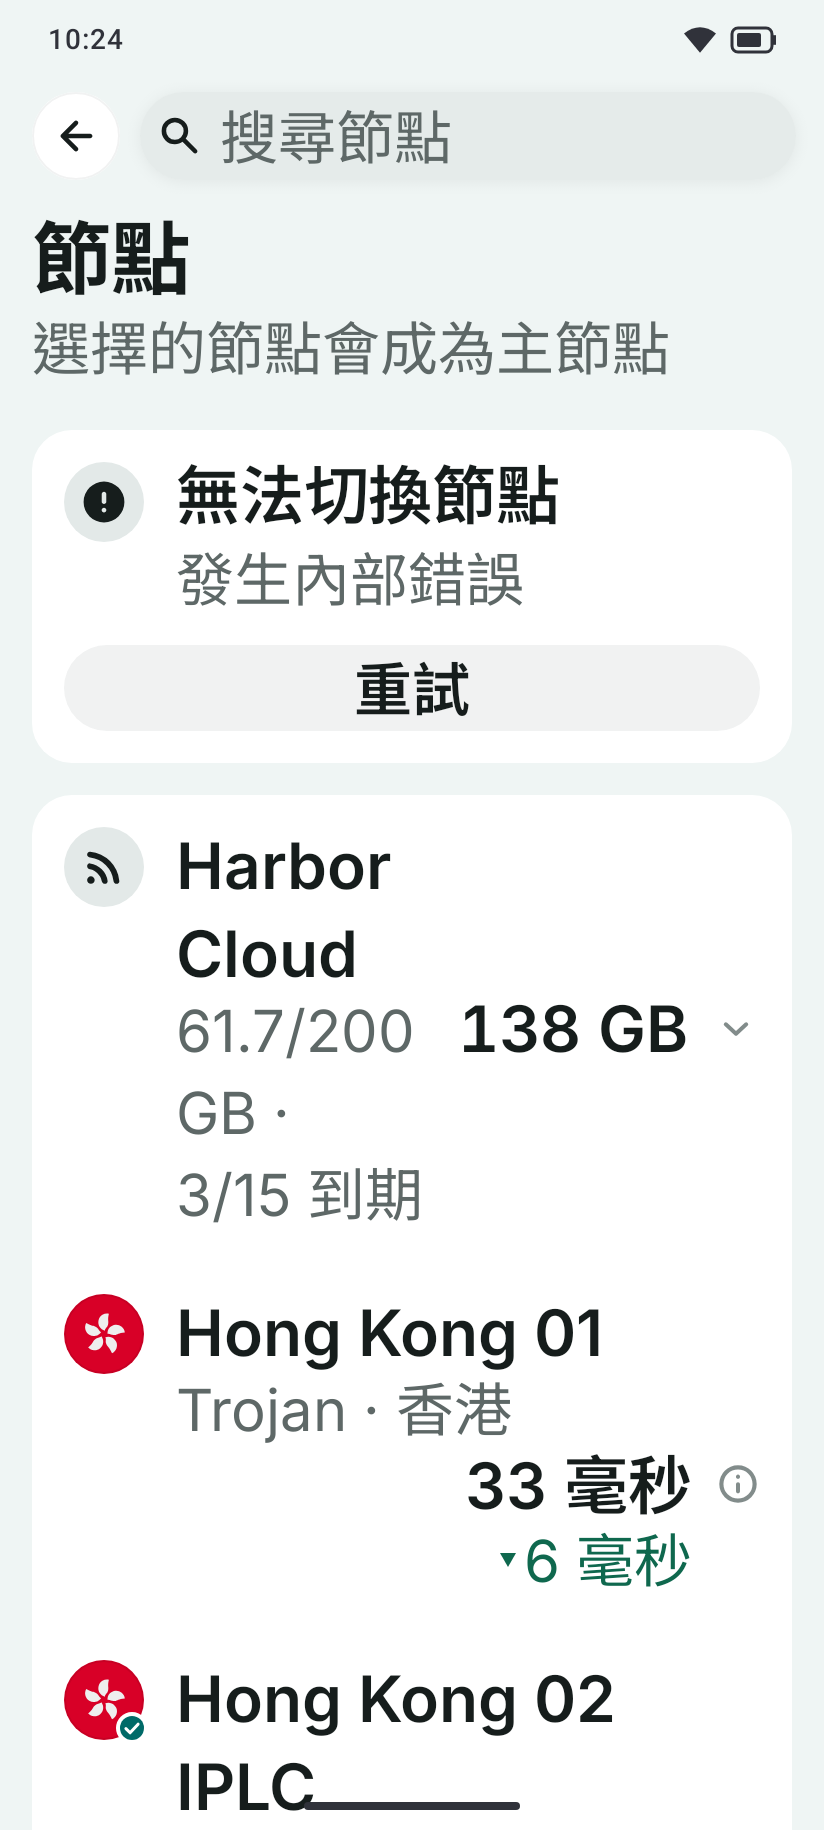 10:24
搜尋節點
節點
選擇的節點會成為主節點
無法切換節點
發生內部錯誤
重試
Harbor
Cloud
61.7/200
GB ·
3/15 到期
138 GB
Hong Kong 01
Trojan · 香港
33 毫秒
▼6 毫秒
Hong Kong 02
IPLC